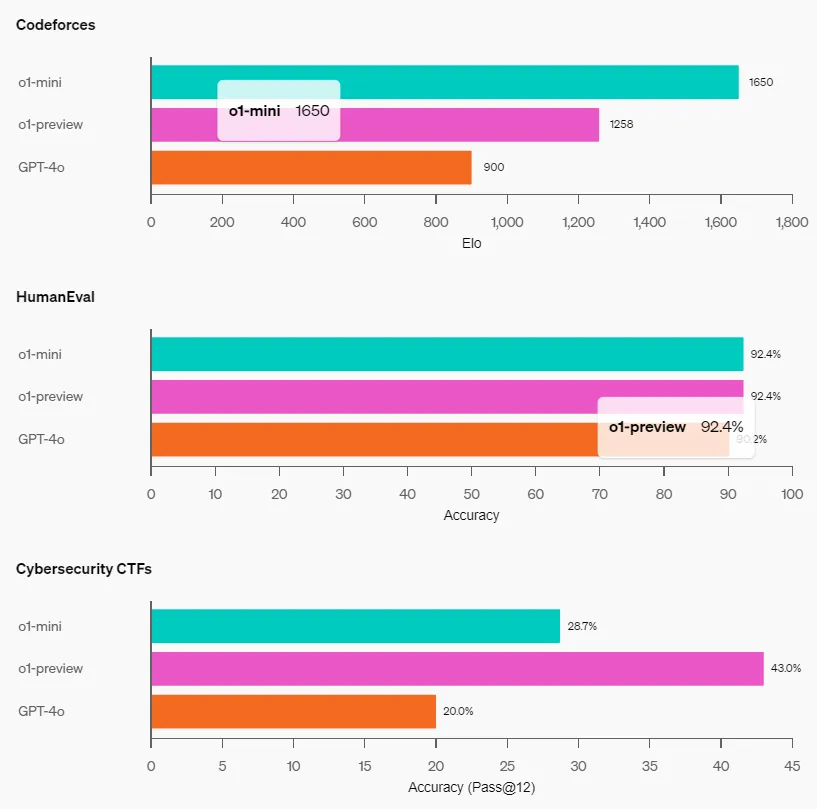 Codeforces
o1-mini 1650
o1-mini 1650
o1-preview 1258
GPT-4o 900
0 200 400 600 800 1,000 1,200 1,400 1,600 1,800
Elo
HumanEval
o1-mini 92.4%
o1-preview 92.4%
o1-preview 92.4%
GPT-4o 90.2%
0 10 20 30 40 50 60 70 80 90 100
Accuracy
Cybersecurity CTFs
o1-mini 28.7%
o1-preview 43.0%
GPT-4o 20.0%
0 5 10 15 20 25 30 35 40 45
Accuracy (Pass@12)